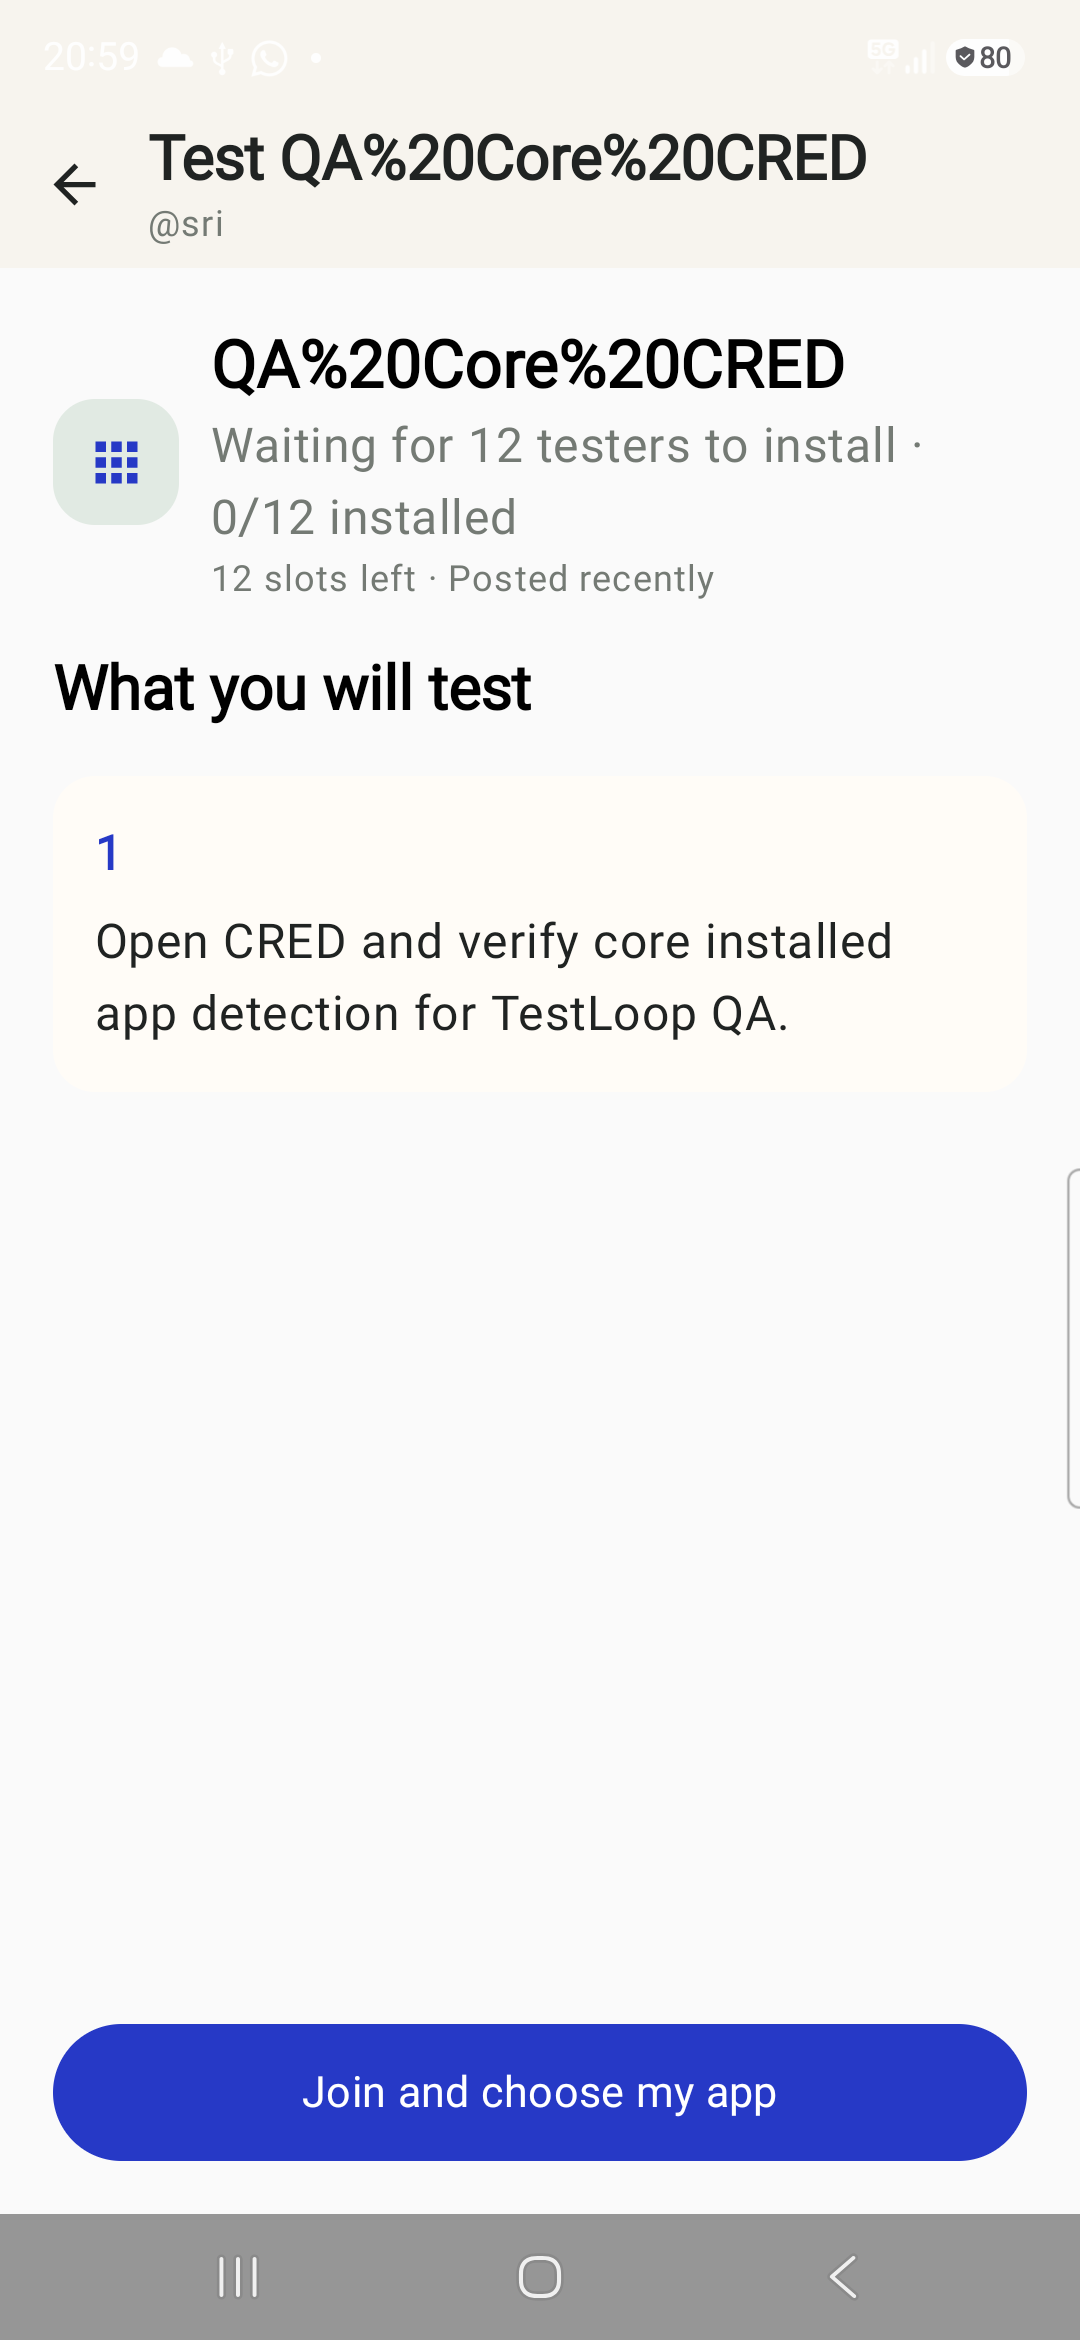 20:59
5G
80
Test QA%20Core%20CRED
@sri
QA%20Core%20CRED
Waiting for 12 testers to install ·
0/12 installed
12 slots left · Posted recently
What you will test
1
Open CRED and verify core installed
app detection for TestLoop QA.
Join and choose my app